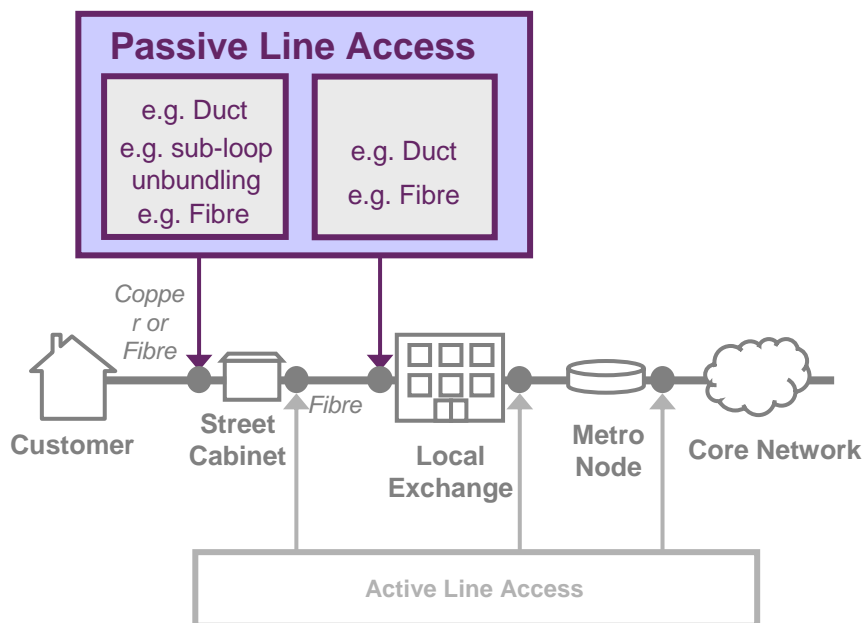 Passive Line Access
e.g. Duct
e.g. sub-loop
unbundling
e.g. Fibre
e.g. Duct
e.g. Fibre
Coppe
r or
Fibre
Fibre
Customer
Street
Cabinet
Local
Exchange
Metro
Node
Core Network
Active Line Access